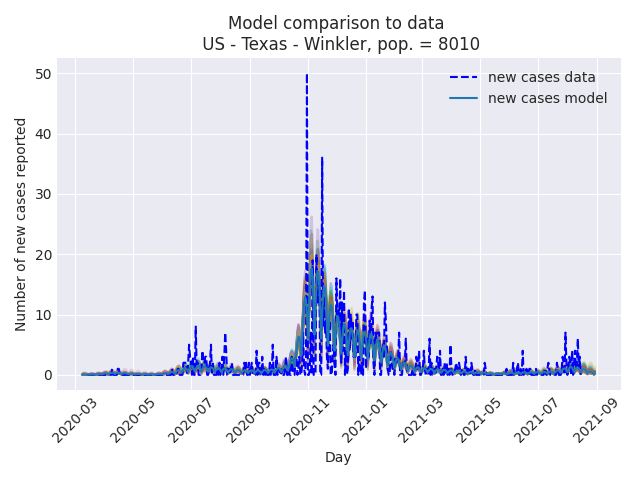 Model comparison to data
US - Texas - Winkler, pop. = 8010
Number of new cases reported
50
40
30
20
10
0
new cases data
new cases model
2020-03
2020-05
2020-07
2020-09
2020-11
2021-01
2021-03
2021-05
2021-07
2021-09
Day